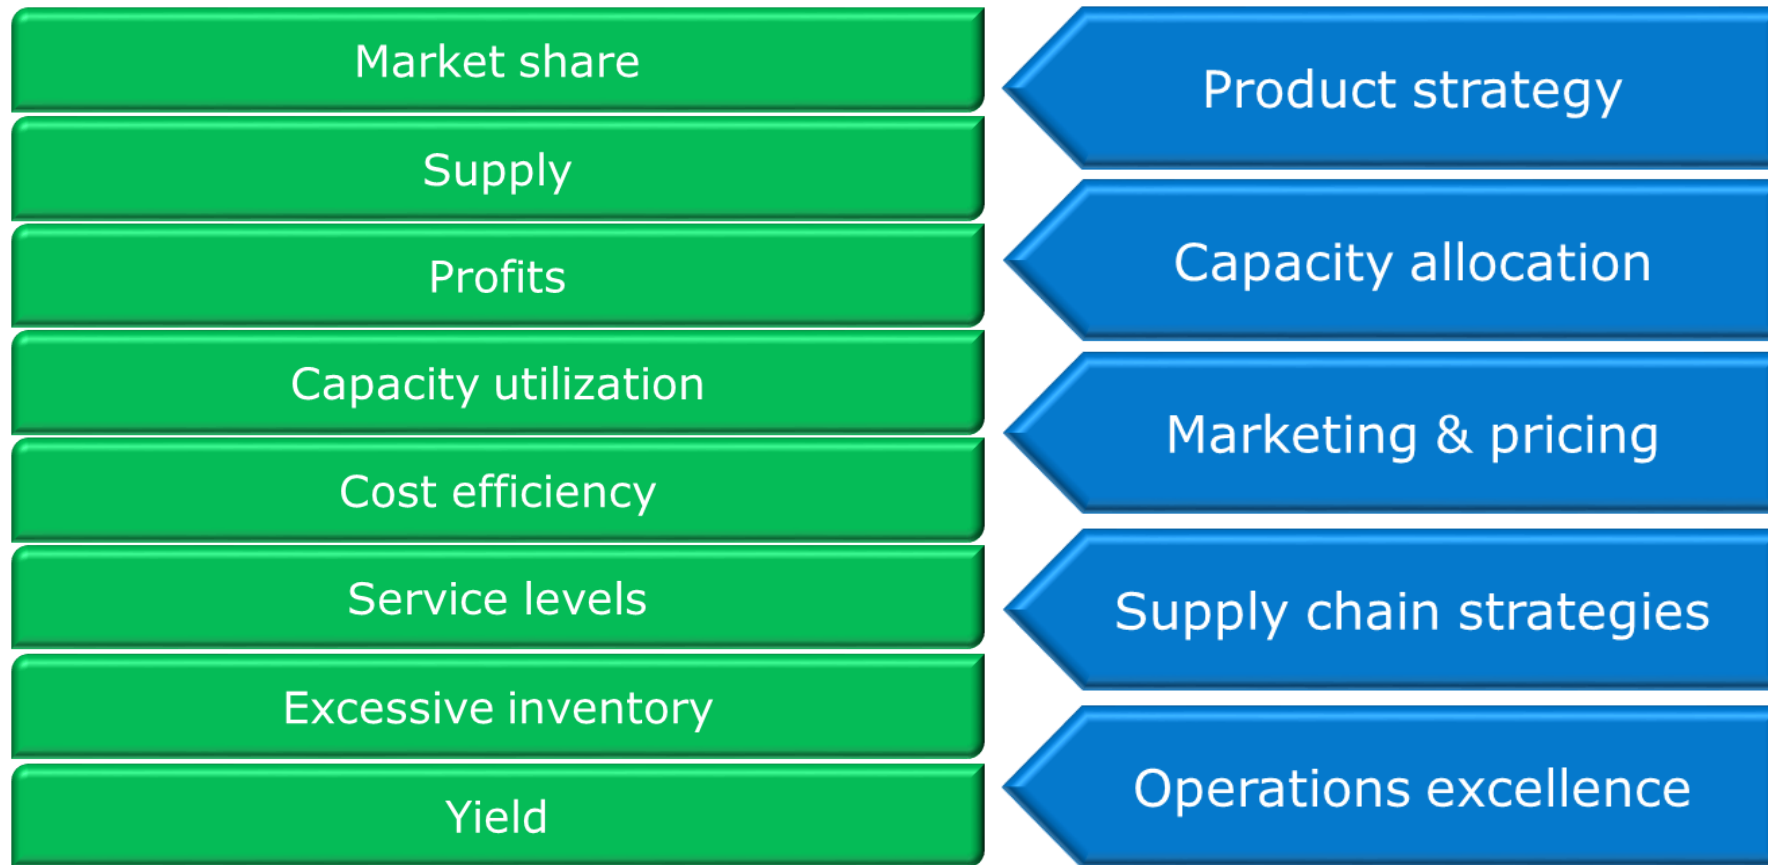 Market share
Supply
Profits
Capacity utilization
Cost efficiency
Service levels
Excessive inventory
Yield
Product strategy
Capacity allocation
Marketing & pricing
Supply chain strategies
Operations excellence